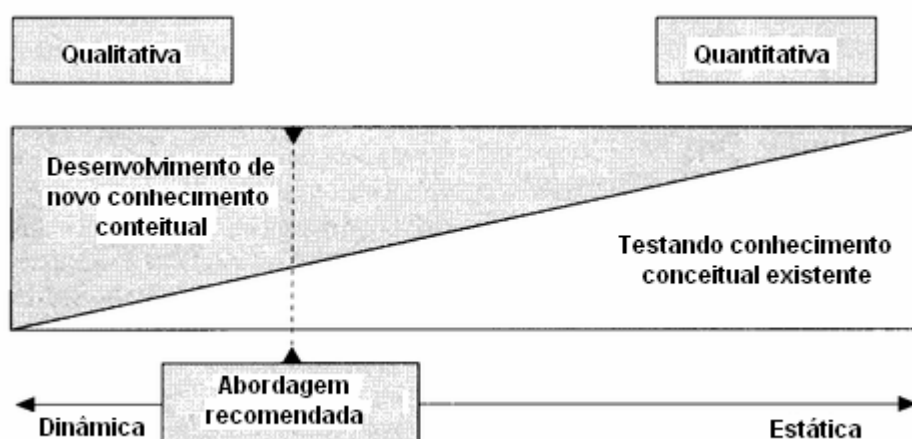 Qualitativa
Quantitativa
Desenvolvimento de
novo conhecimento
conteitual
Testando conhecimento
conceitual existente
Abordagem
recomendada
Dinâmica
Estática